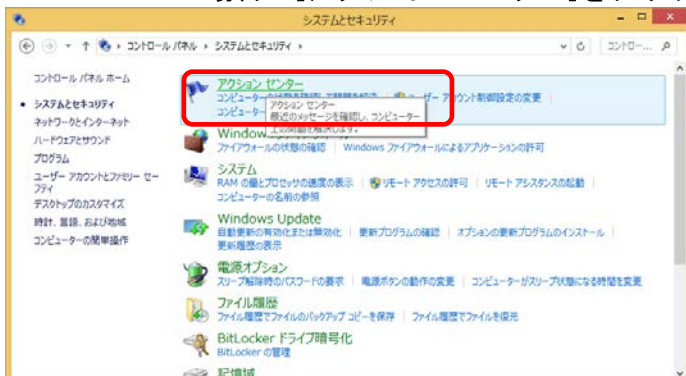 システムとセキュリティ
コントロール パネル システムとセキュリティ
コントロール パネル ホーム
システムとセキュリティ
ネットワークとインターネット
ハードウェアとサウンド
プログラム
ユーザー アカウントとファミリー セー
フティ
デスクトップのカスタマイズ
時計、言語、および地域
コンピューターの簡単操作
アクション センター
アカウント制御設定の変更
コンピューター
アクション センター
最近のメッセージを確認し、コンピューター
上の問題を解決します。
Window
ファイアウォールの状態の確認 Windows ファイアウォールによるアプリケーションの許可
システム
RAM の量とプロセッサの速度の表示 リモート アクセスの許可 リモート アシスタンスの起動
コンピューターの名前の参照
Windows Update
自動更新の有効化または無効化 更新プログラムの確認 オプションの更新プログラムのインストール
更新履歴の表示
電源オプション
スリープ解除時のパスワードの要求 電源ボタンの動作の変更 コンピューターがスリープ状態になる時間を変更
ファイル履歴
ファイル履歴でファイルのバックアップ コピーを保存 ファイル履歴でファイルを復元
BitLocker ドライブ暗号化
BitLocker の管理
記憶域